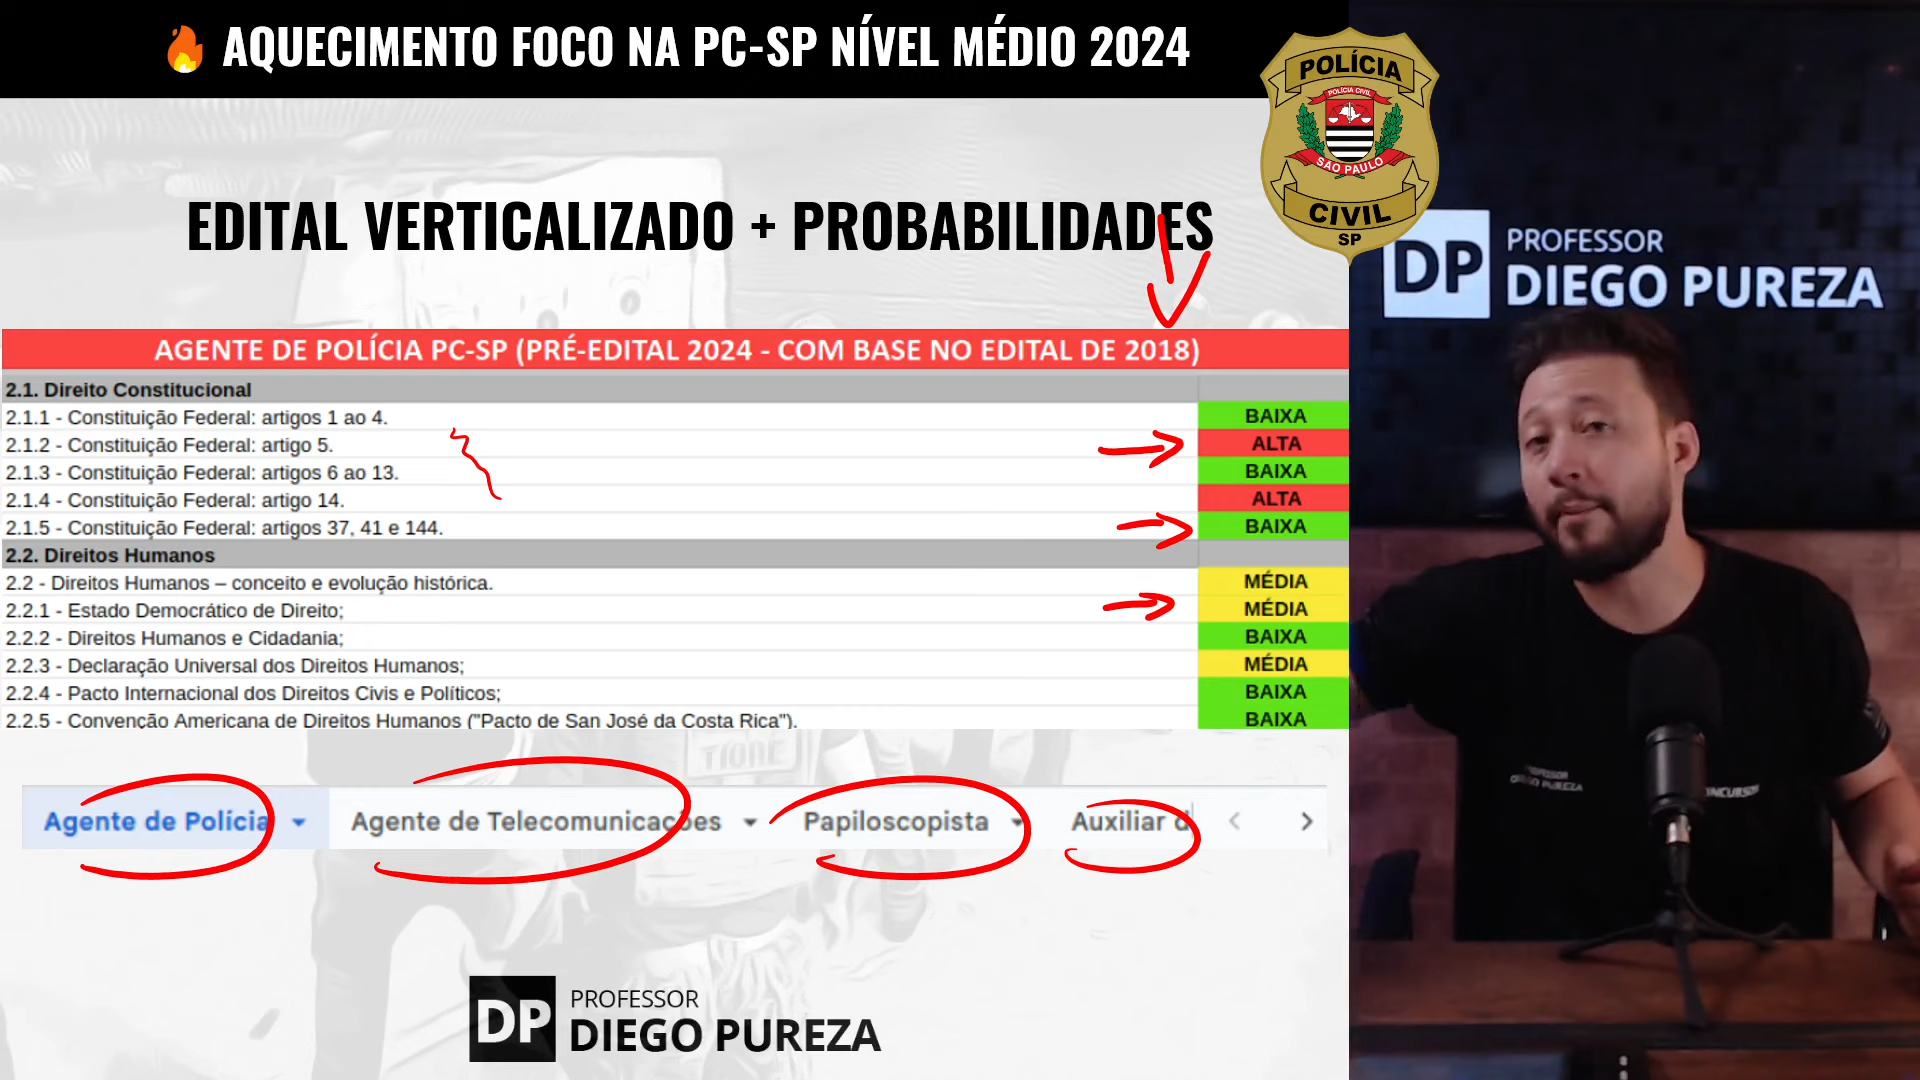 AQUECIMENTO FOCO NA PC-SP NÍVEL MÉDIO 2024
POLÍCIA
POLÍCIA CIVIL
SÃO PAULO
CIVIL
SP
EDITAL VERTICALIZADO + PROBABILIDADES
DP
PROFESSOR
DIEGO PUREZA
AGENTE DE POLÍCIA PC-SP (PRÉ-EDITAL 2024 - COM BASE NO EDITAL DE 2018)
2.1. Direito Constitucional
2.1.1 - Constituição Federal: artigos 1 ao 4. BAIXA
2.1.2 - Constituição Federal: artigo 5. ALTA
2.1.3 - Constituição Federal: artigos 6 ao 13. BAIXA
2.1.4 - Constituição Federal: artigo 14. ALTA
2.1.5 - Constituição Federal: artigos 37, 41 e 144. BAIXA
2.2. Direitos Humanos
2.2 - Direitos Humanos – conceito e evolução histórica. MÉDIA
2.2.1 - Estado Democrático de Direito; MÉDIA
2.2.2 - Direitos Humanos e Cidadania; BAIXA
2.2.3 - Declaração Universal dos Direitos Humanos; MÉDIA
2.2.4 - Pacto Internacional dos Direitos Civis e Políticos; BAIXA
2.2.5 - Convenção Americana de Direitos Humanos ("Pacto de San José da Costa Rica"). BAIXA
Agente de Polícia Agente de Telecomunicações Papiloscopista Auxiliar d
DP
PROFESSOR
DIEGO PUREZA